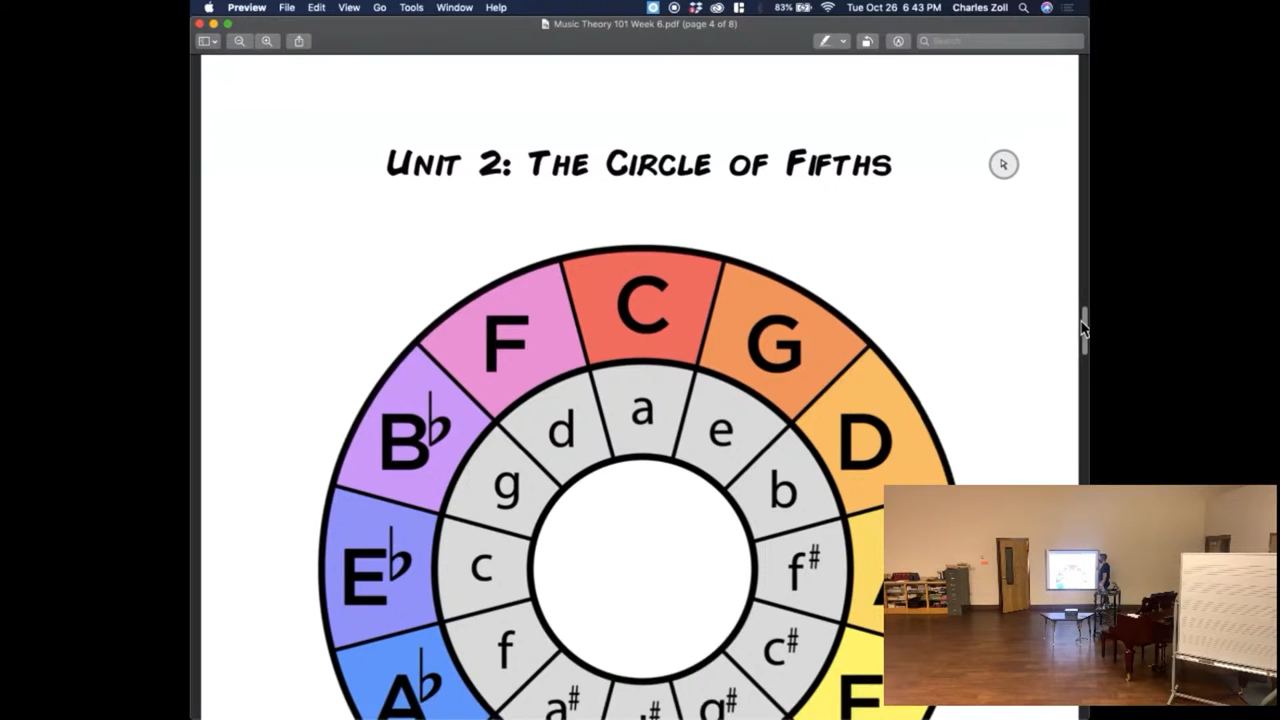 Preview File Edit View Go Tools Window Help 83% Tue Oct 26 6:43 PM Charles Zoll
Music Theory 101 Week 6.pdf (page 4 of 8)
Search
Unit 2: The Circle of Fifths
C
F G
B♭ D
E♭
A♭ E
a
d e
g b
c f#
f c#
a# g#